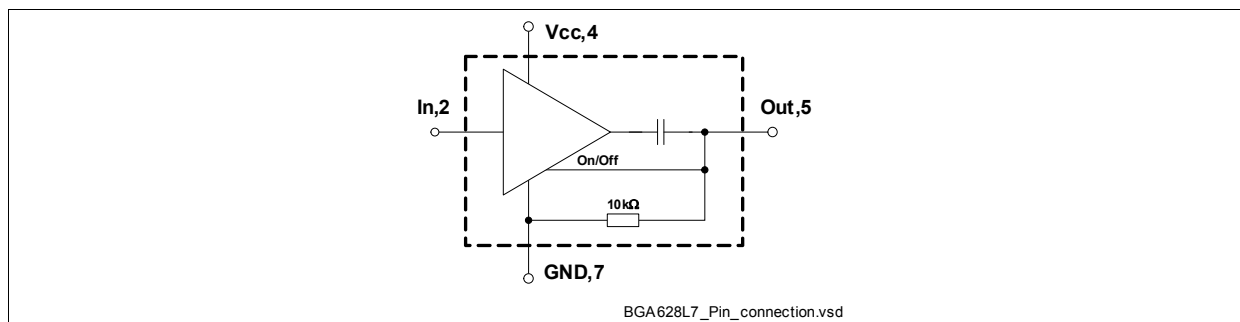 Vcc,4
In,2
Out,5
On/Off
10kΩ
GND,7
BGA628L7_Pin_connection.vsd